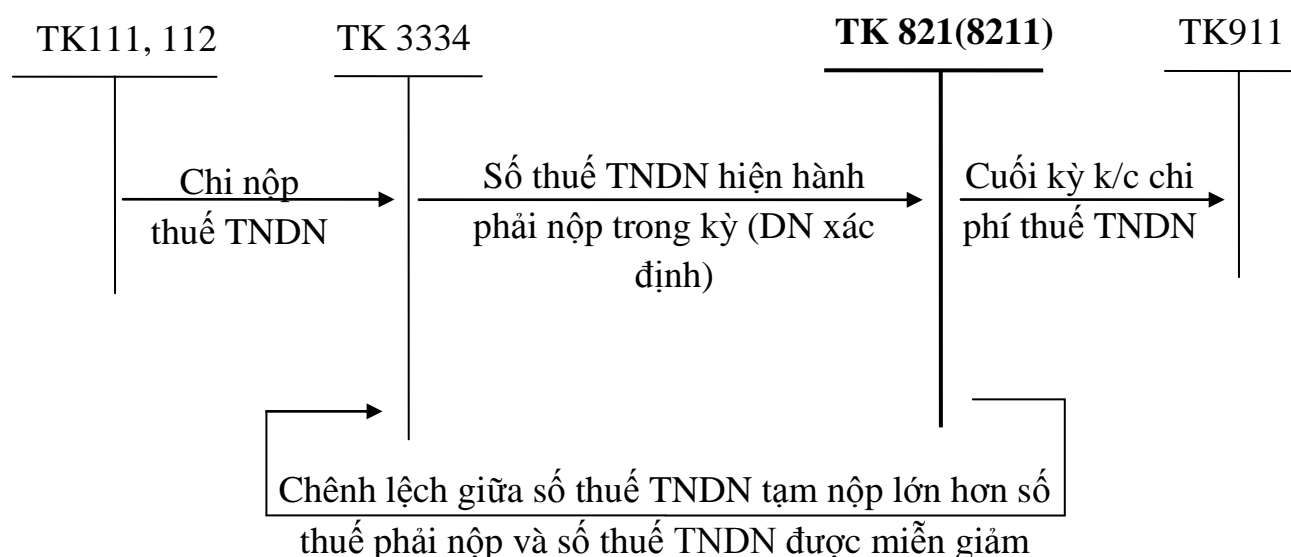 TK111, 112
TK 3334
TK 821(8211)
TK911
Chi nộp
thuế TNDN
Số thuế TNDN hiện hành
phải nộp trong kỳ (DN xác
định)
Cuối kỳ k/c chi
phí thuế TNDN
Chênh lệch giữa số thuế TNDN tạm nộp lớn hơn số
thuế phải nộp và số thuế TNDN được miễn giảm